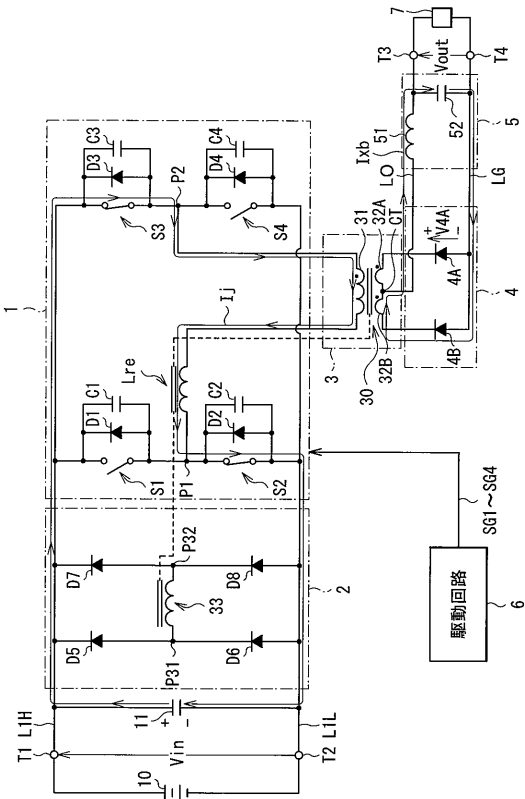 1
D1
C1
S1
P1
D2
C2
S2
Lre
Ij
D3
C3
S3
P2
D4
C4
S4
2
D5
D7
D6
D8
P31
P32
33
T1
L1H
11
+
-
Vin
10
T2
L1L
3
31
32A
CT
30
32B
4
4A
V4A
+
-
4B
5
LO
Ixb
51
52
LG
T3
Vout
T4
7
駆動回路
6
SG1～SG4